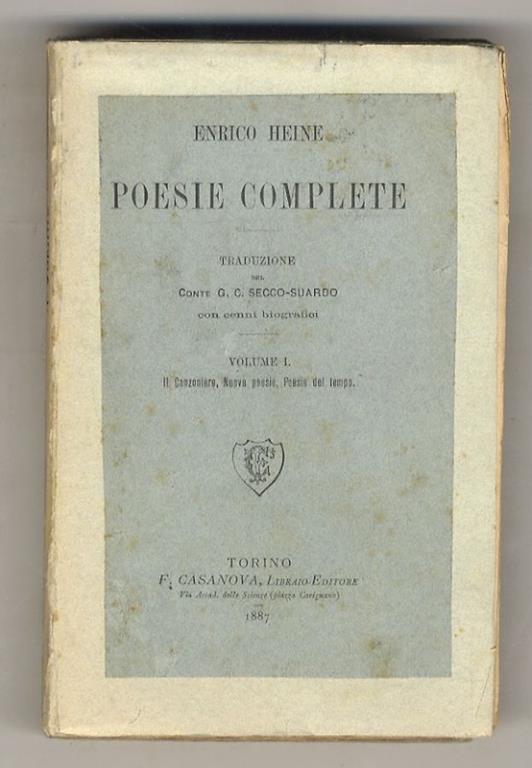 ENRICO HEINE
POESIE COMPLETE
TRADUZIONE
DEL
CONTE G. C. SECCO-SUARDO
con cenni biografici
VOLUME I.
Il Canzoniere, Nuove poesie, Poesie del tempo.
TORINO
F. CASANOVA, LIBRAIO-EDITORE
Via Accad. delle Scienze (piazza Carignano)
1887